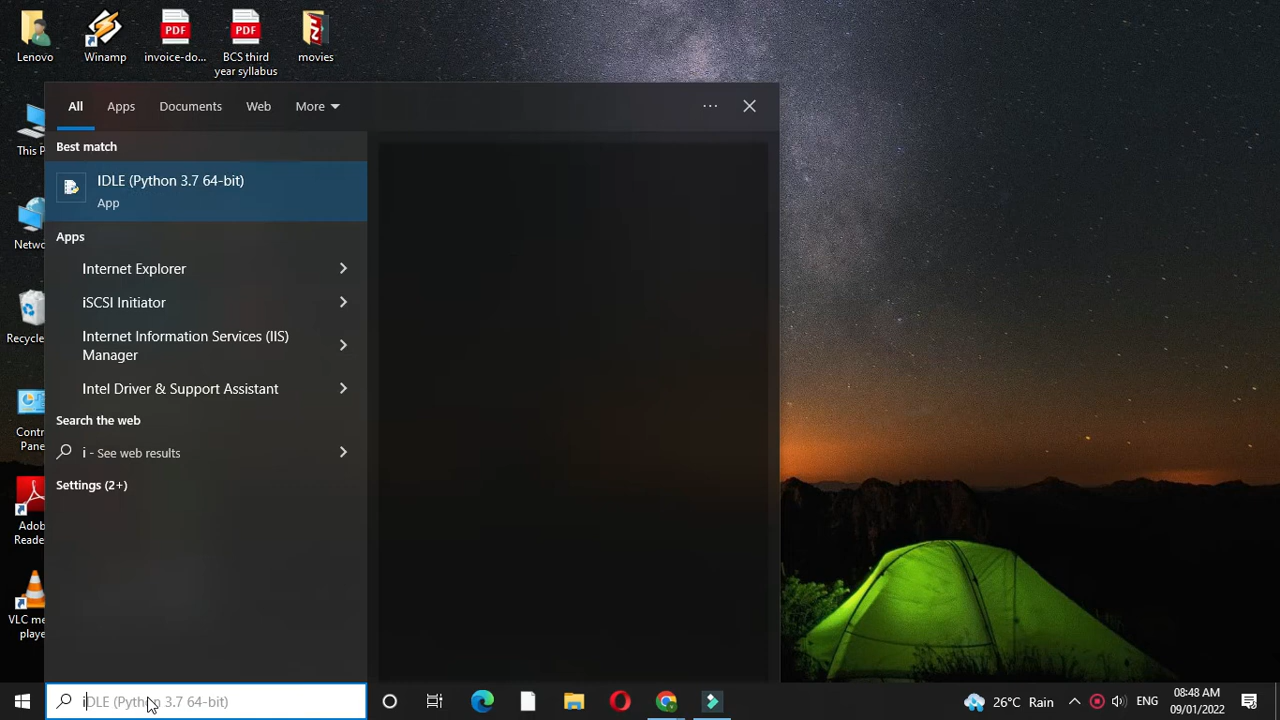 Lenovo
Winamp
PDF
invoice-do...
PDF
BCS third
year syllabus
movies
This P
Netwo
Recycle
Contr
Panel
Adob
Reade
VLC me
playe
All
Apps
Documents
Web
More
Best match
IDLE (Python 3.7 64-bit)
App
Apps
Internet Explorer
iSCSI Initiator
Internet Information Services (IIS)
Manager
Intel Driver & Support Assistant
Search the web
i - See web results
Settings (2+)
iDLE (Python 3.7 64-bit)
26°C Rain
ENG
08:48 AM
09/01/2022